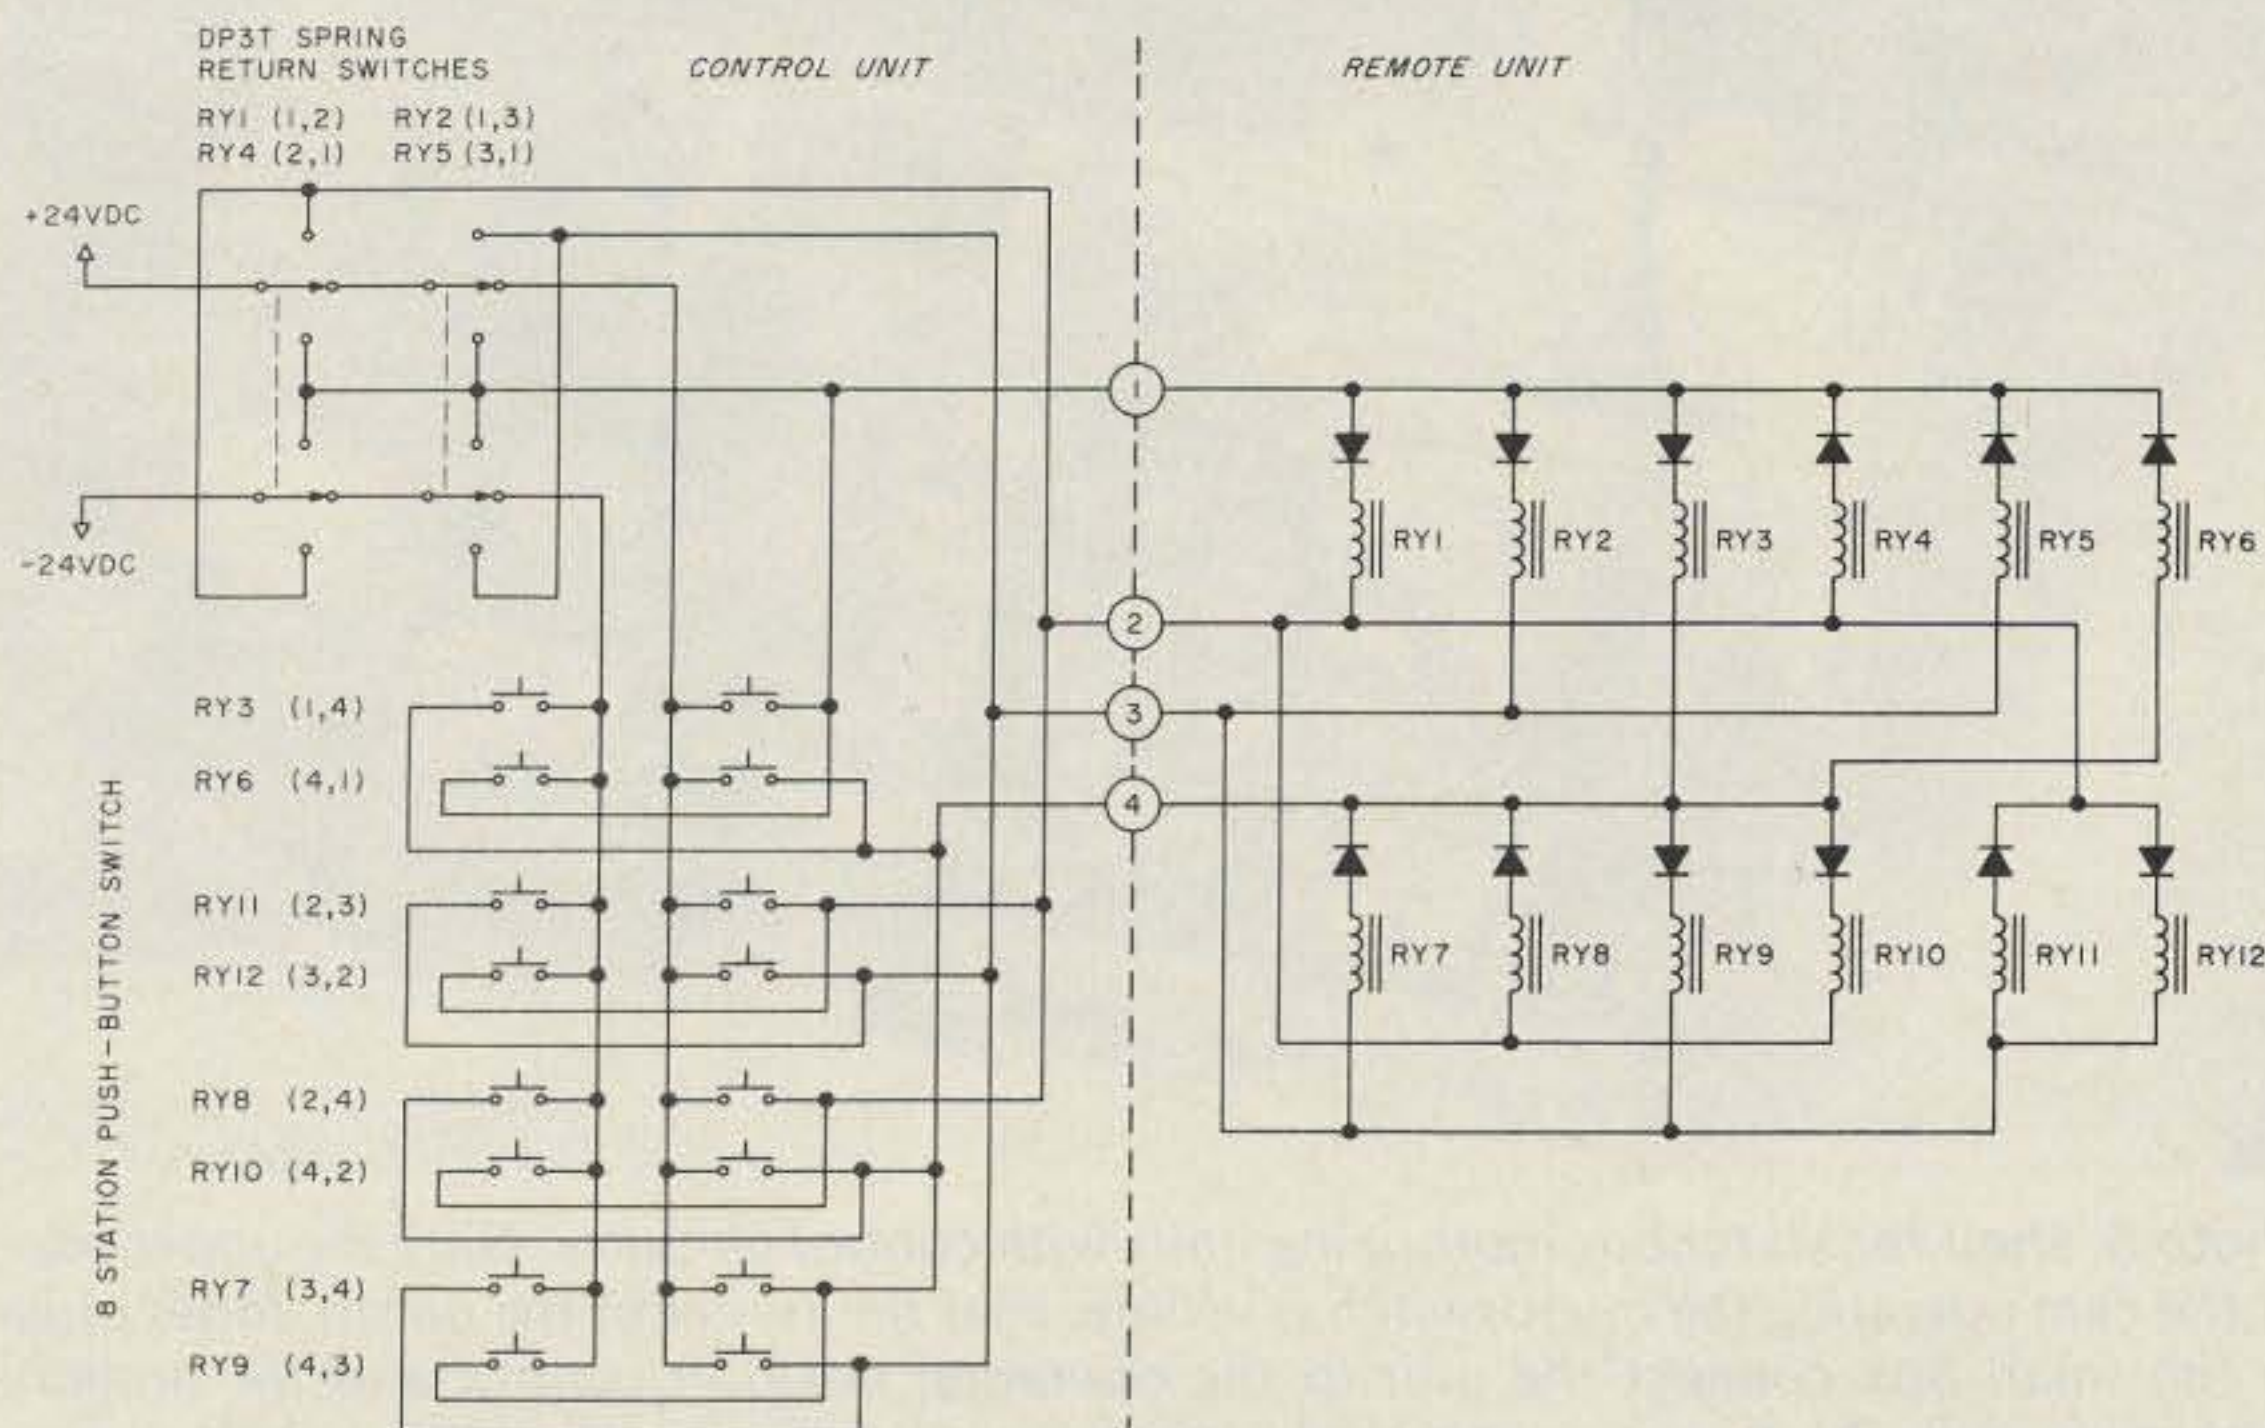 DP3T SPRING
RETURN SWITCHES
RY1 (1,2) RY2 (1,3)
RY4 (2,1) RY5 (3,1)
CONTROL UNIT
REMOTE UNIT
+24VDC
-24VDC
1
2
3
4
RY1
RY2
RY3
RY4
RY5
RY6
RY7
RY8
RY9
RY10
RY11
RY12
8 STATION PUSH-BUTTON SWITCH
RY3 (1,4)
RY6 (4,1)
RY11 (2,3)
RY12 (3,2)
RY8 (2,4)
RY10 (4,2)
RY7 (3,4)
RY9 (4,3)